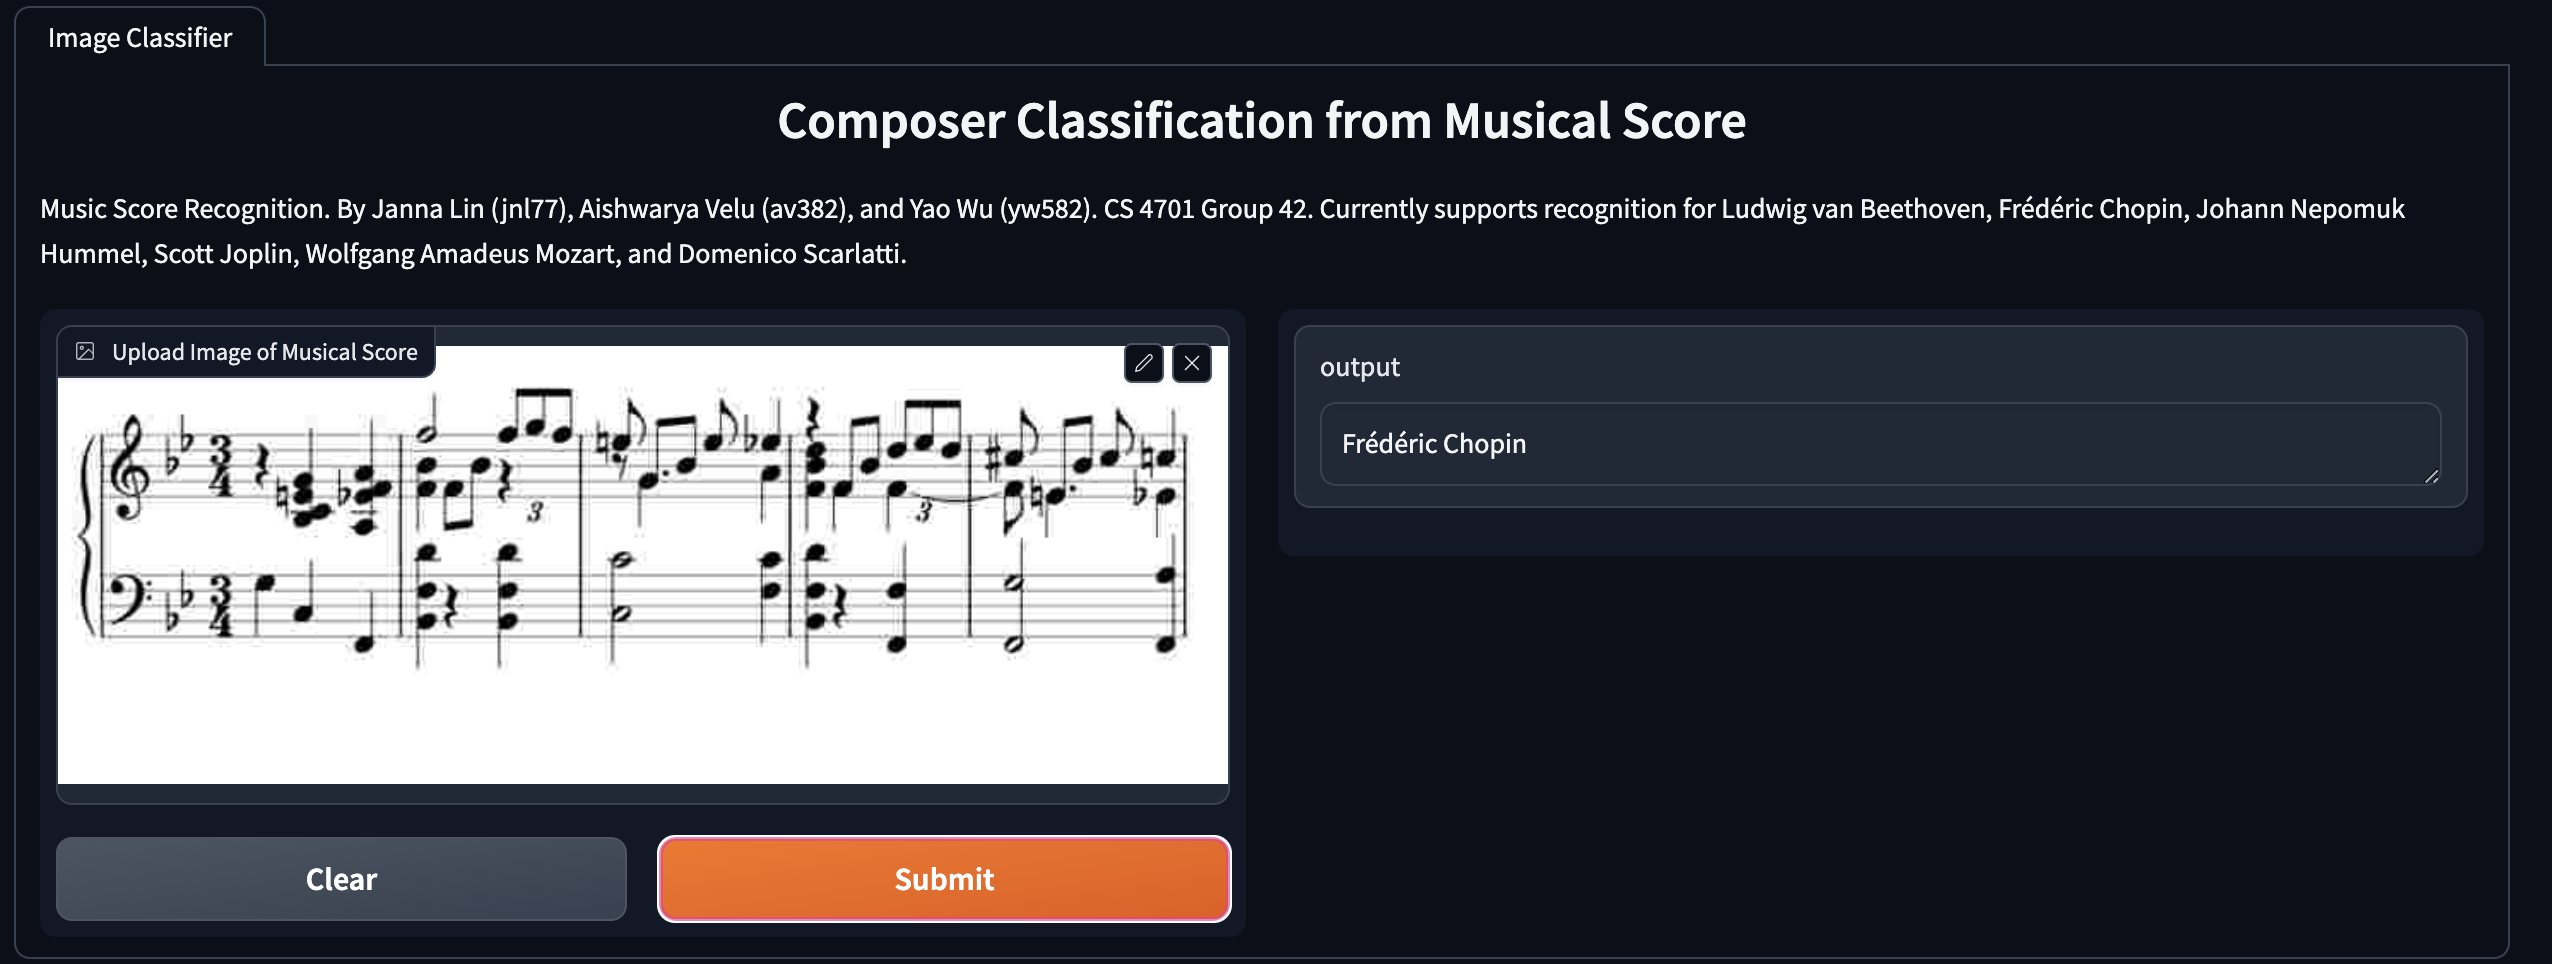 Image Classifier
Composer Classification from Musical Score
Music Score Recognition. By Janna Lin (jnl77), Aishwarya Velu (av382), and Yao Wu (yw582). CS 4701 Group 42. Currently supports recognition for Ludwig van Beethoven, Frédéric Chopin, Johann Nepomuk
Hummel, Scott Joplin, Wolfgang Amadeus Mozart, and Domenico Scarlatti.
Upload Image of Musical Score
3
4
3
3
3
4
output
Frédéric Chopin
Clear
Submit